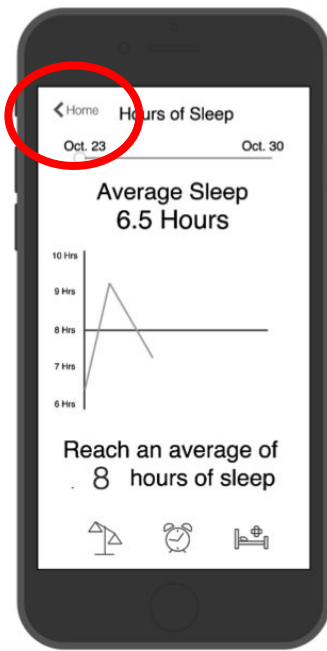 Home Hours of Sleep
Oct. 23 Oct. 30
Average Sleep
6.5 Hours
10 Hrs
9 Hrs
8 Hrs
7 Hrs
6 Hrs
Reach an average of
. 8 hours of sleep